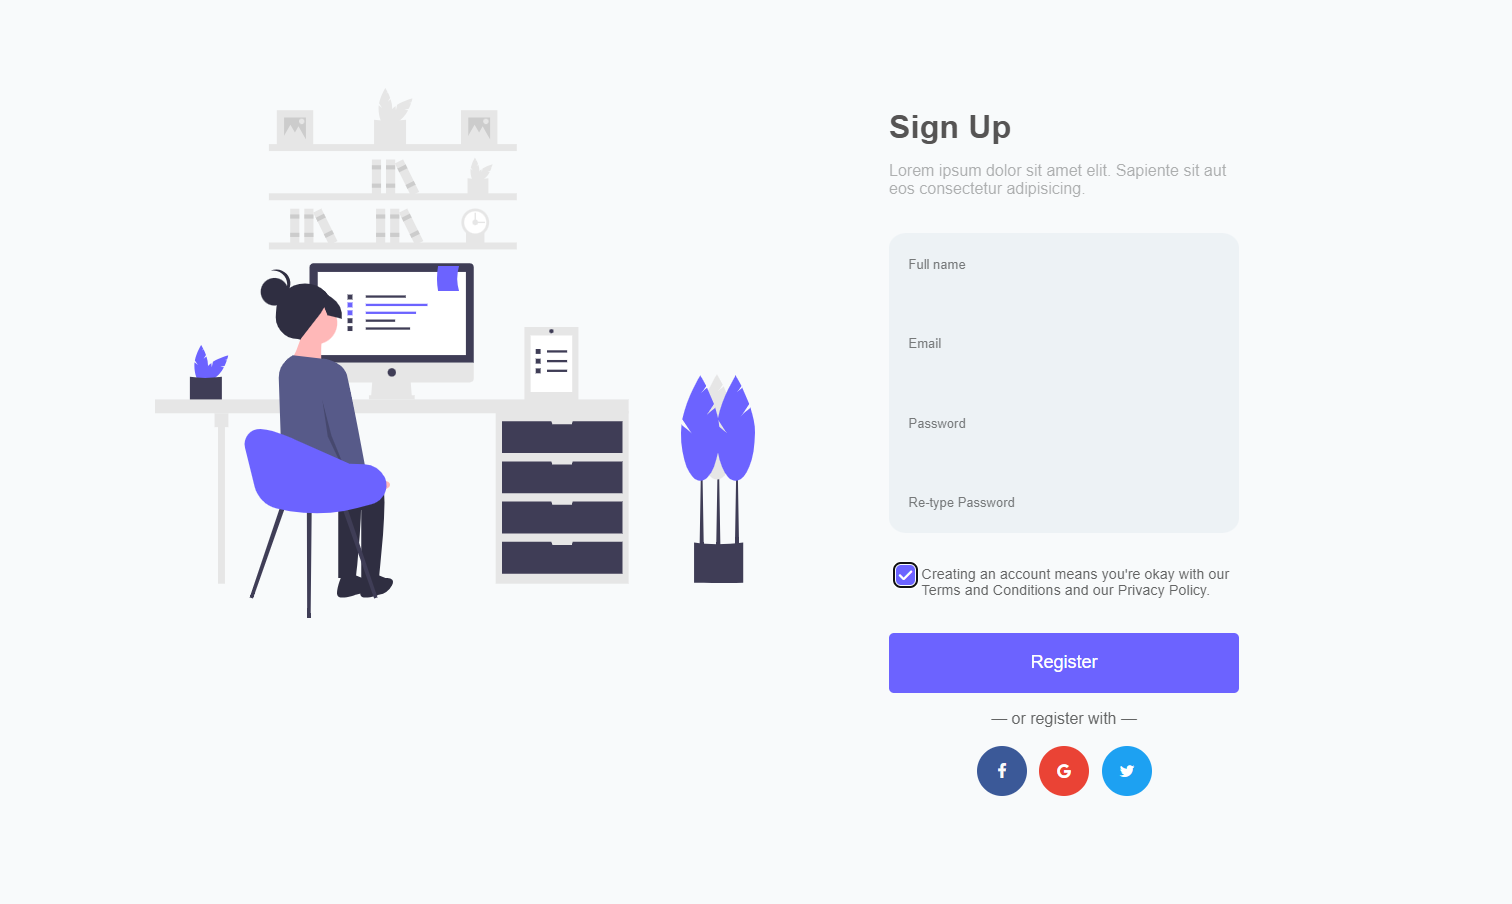 Sign Up
Lorem ipsum dolor sit amet elit. Sapiente sit aut
eos consectetur adipisicing.
Full name
Email
Password
Re-type Password
Creating an account means you're okay with our
Terms and Conditions and our Privacy Policy.
Register
— or register with —